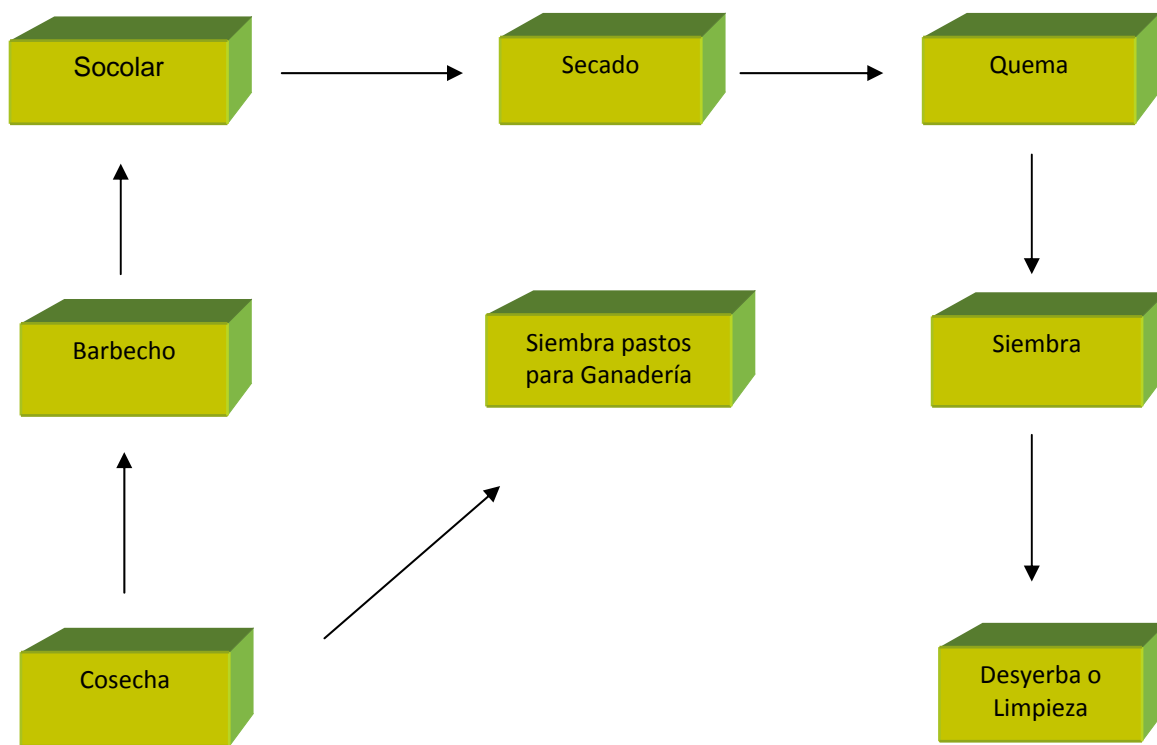 Socolar
Secado
Quema
Barbecho
Siembra pastos
para Ganadería
Siembra
Cosecha
Desyerba o
Limpieza